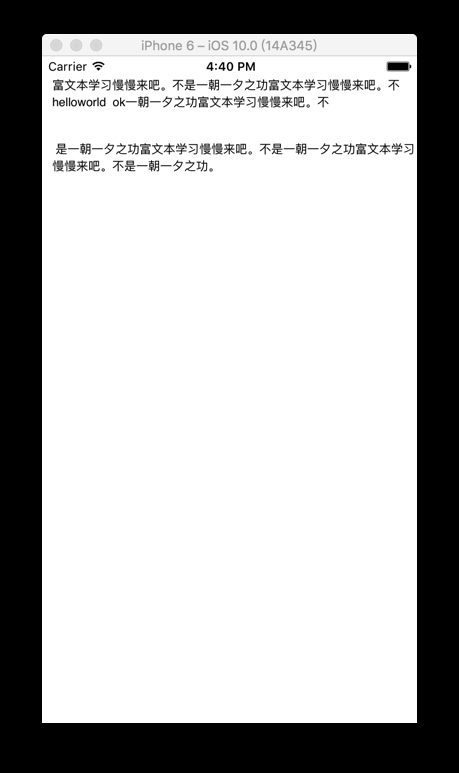 iPhone 6 – iOS 10.0 (14A345)
Carrier 4:40 PM
富文本学习慢慢来吧。不是一朝一夕之功富文本学习慢慢来吧。不
helloworld ok一朝一夕之功富文本学习慢慢来吧。不
是一朝一夕之功富文本学习慢慢来吧。不是一朝一夕之功富文本学习
慢慢来吧。不是一朝一夕之功。